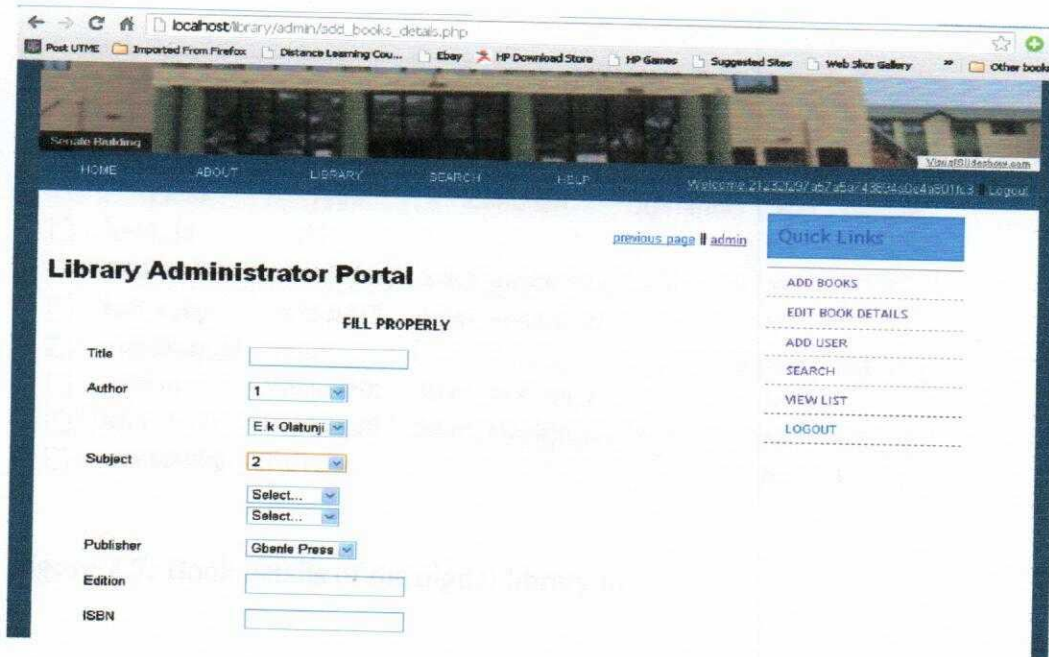 localhost/library/admin/add_books_details.php
Post UTME Imported From Firefox Distance Learning Cou... Ebay HP Download Store HP Games Suggested Sites Web Slice Gallery » Other books
Senate Building
VisualSlideshow.com
HOME ABOUT LIBRARY SEARCH HELP Welcome || Logout
previous page || admin
Quick Links
Library Administrator Portal
ADD BOOKS
EDIT BOOK DETAILS
ADD USER
SEARCH
VIEW LIST
LOGOUT
FILL PROPERLY
Title
Author 1
E.k Olatunji
Subject 2
Select...
Select...
Publisher Gbenle Press
Edition
ISBN